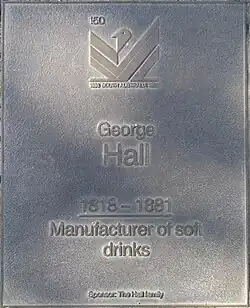 150
1836 SOUTH AUSTRALIA 1986
George
Hall
1818 – 1881
Manufacturer of soft
drinks
Sponsor: The Hall family